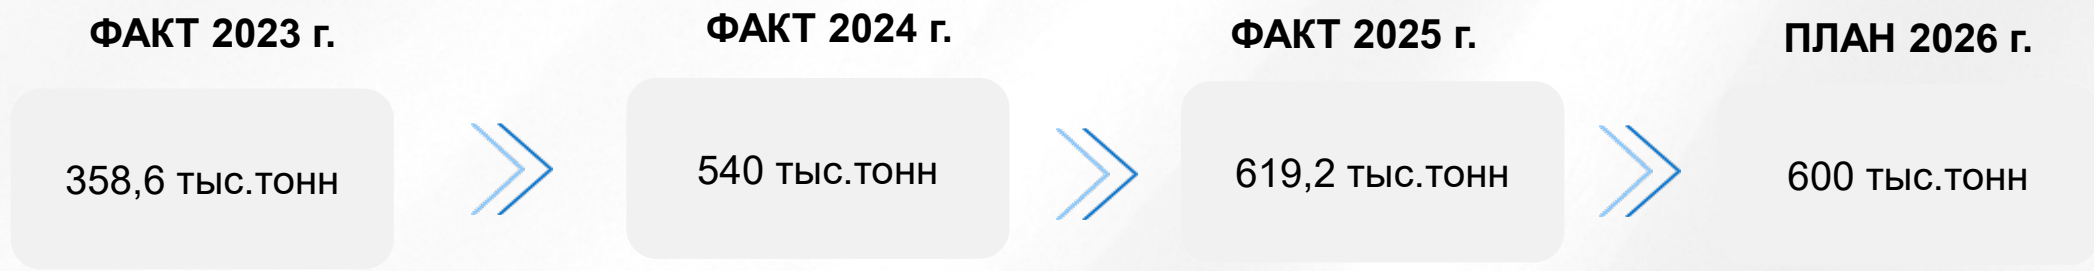 ФАКТ 2023 г.
358,6 тыс.тонн
ФАКТ 2024 г.
540 тыс.тонн
ФАКТ 2025 г.
619,2 тыс.тонн
ПЛАН 2026 г.
600 тыс.тонн